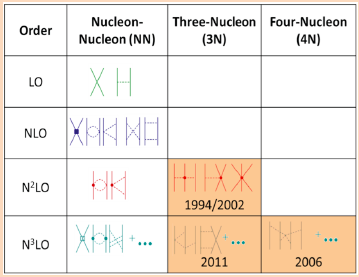 Order
Nucleon-
Nucleon (NN)
Three-Nucleon
(3N)
Four-Nucleon
(4N)
LO
NLO
N²LO
1994/2002
N³LO
+...
+...
2011
+...
2006